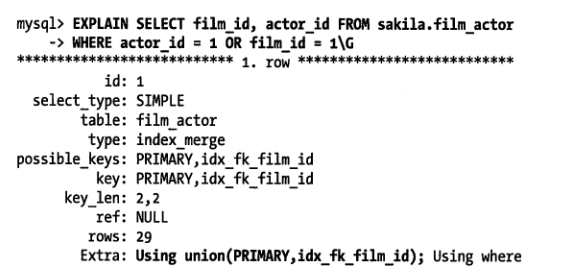 mysql> EXPLAIN SELECT film_id, actor_id FROM sakila.film_actor
    -> WHERE actor_id = 1 OR film_id = 1\G
*************************** 1. row ***************************
           id: 1
  select_type: SIMPLE
        table: film_actor
         type: index_merge
possible_keys: PRIMARY,idx_fk_film_id
          key: PRIMARY,idx_fk_film_id
      key_len: 2,2
          ref: NULL
         rows: 29
        Extra: Using union(PRIMARY,idx_fk_film_id); Using where